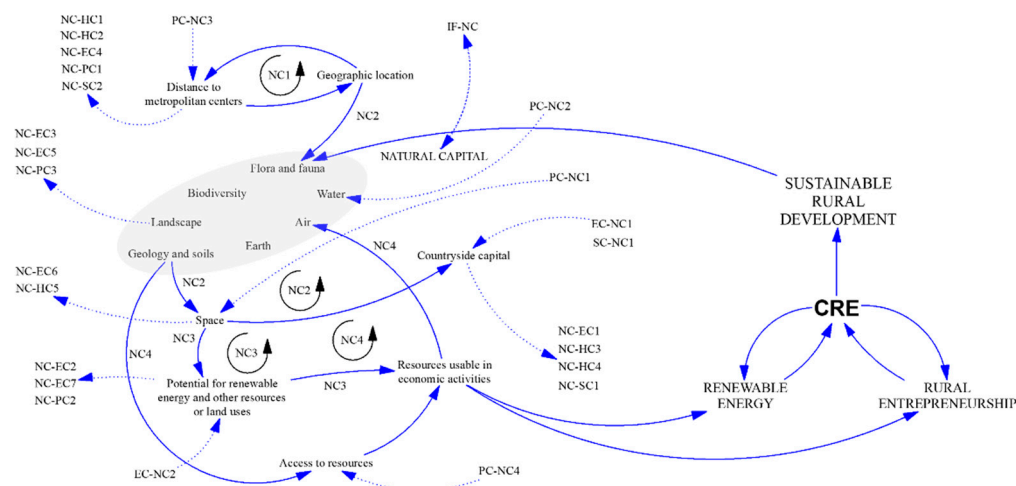 NC-HC1
NC-HC2
NC-EC4
NC-PC1
NC-SC2
PC-NC3
IF-NC
NC1
Geographic location
Distance to
metropolitan centers
NC2
PC-NC2
NC-EC3
NC-EC5
NC-PC3
NATURAL CAPITAL
Flora and fauna
Biodiversity
Water
PC-NC1
Landscape
Air
Earth
Geology and soils
SUSTAINABLE
RURAL
DEVELOPMENT
EC-NC1
SC-NC1
NC4
Countryside capital
NC-EC6
NC-HC5
NC2
NC2
Space
NC3
NC3
NC4
NC4
CRE
NC-EC1
NC-HC3
NC-HC4
NC-SC1
NC-EC2
NC-EC7
NC-PC2
Potential for renewable
energy and other resources
or land uses
NC3
Resources usable in
economic activities
RENEWABLE
ENERGY
RURAL
ENTREPRENEURSHIP
EC-NC2
Access to resources
PC-NC4